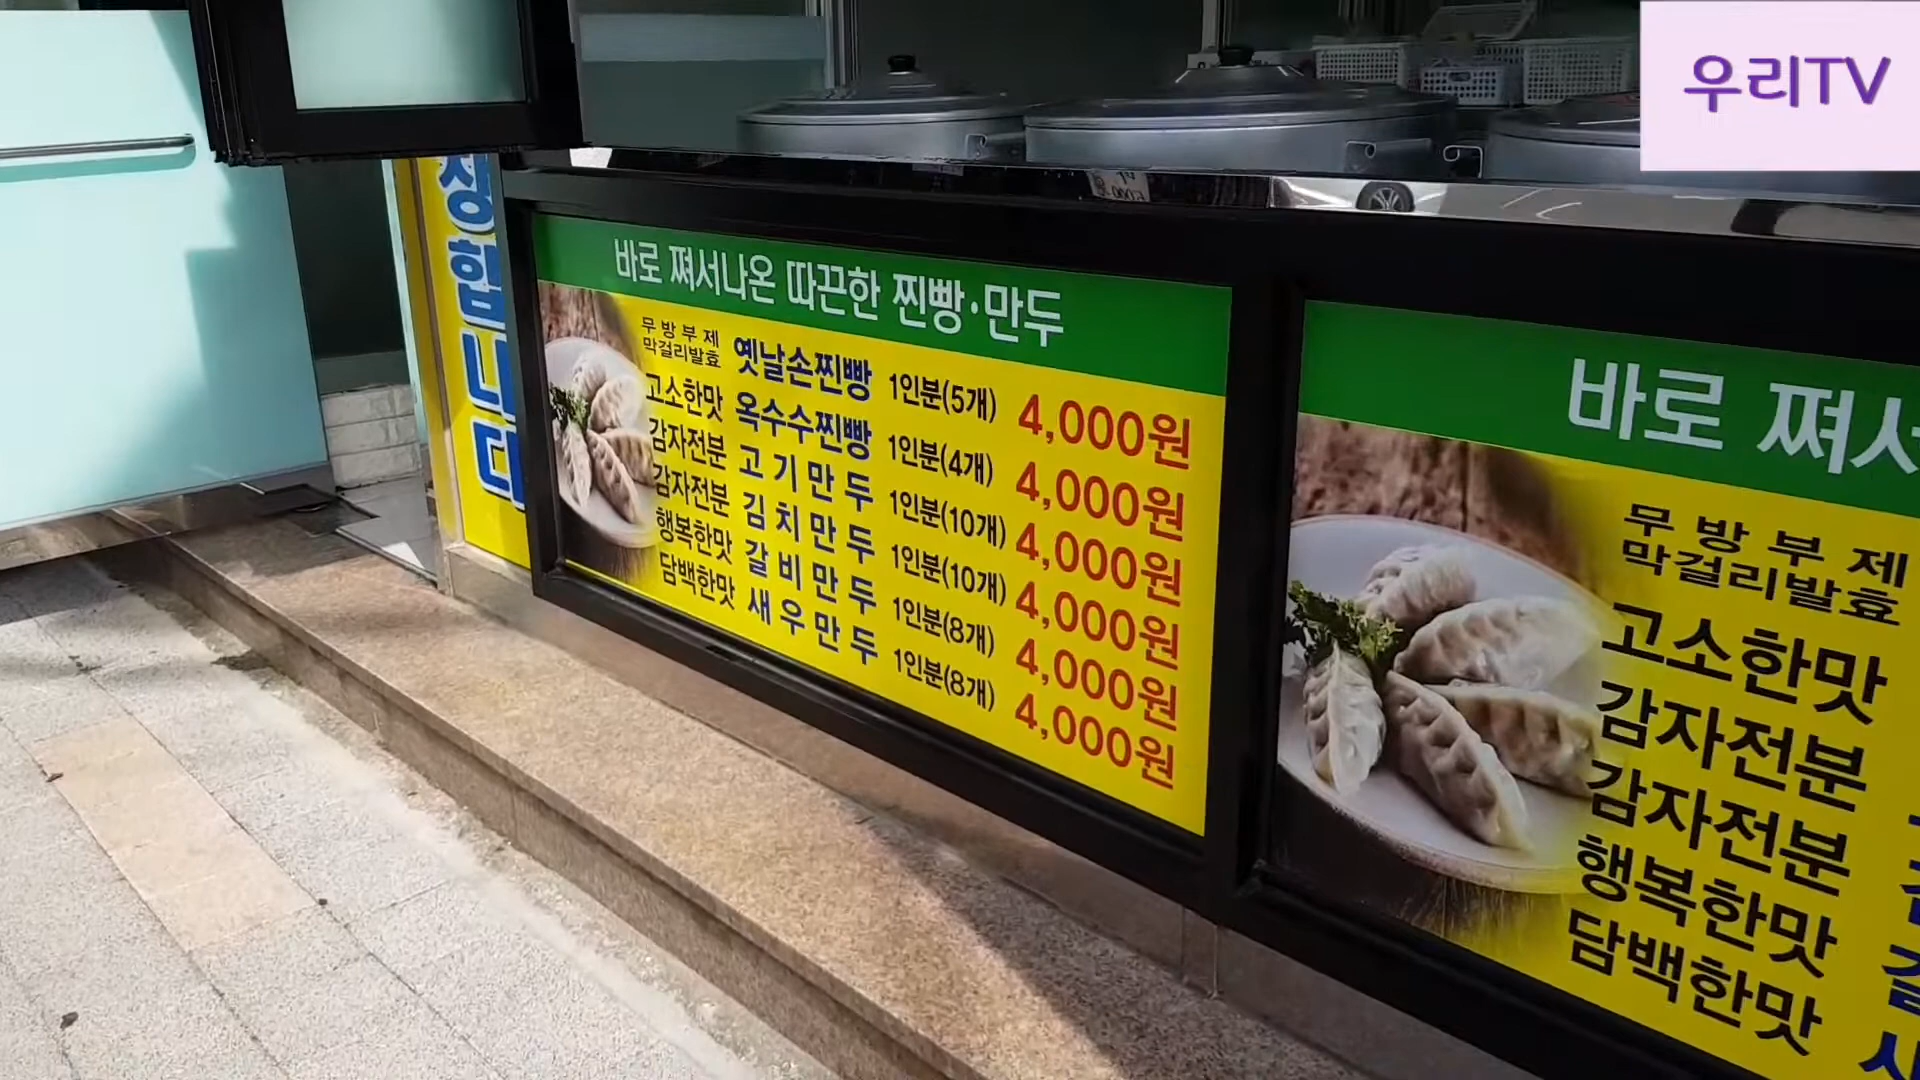 우리TV
정합니다
바로 쪄서나온 따끈한 찐빵·만두
무방부제
막걸리발효 옛날손찐빵 1인분(5개) 4,000원
고소한맛 옥수수찐빵 1인분(4개) 4,000원
감자전분 고기만두 1인분(10개) 4,000원
감자전분 김치만두 1인분(10개) 4,000원
행복한맛 갈비만두 1인분(8개) 4,000원
담백한맛 새우만두 1인분(8개) 4,000원
바로 쪄서
무방부제
막걸리발효
고소한맛
감자전분
감자전분
행복한맛
담백한맛